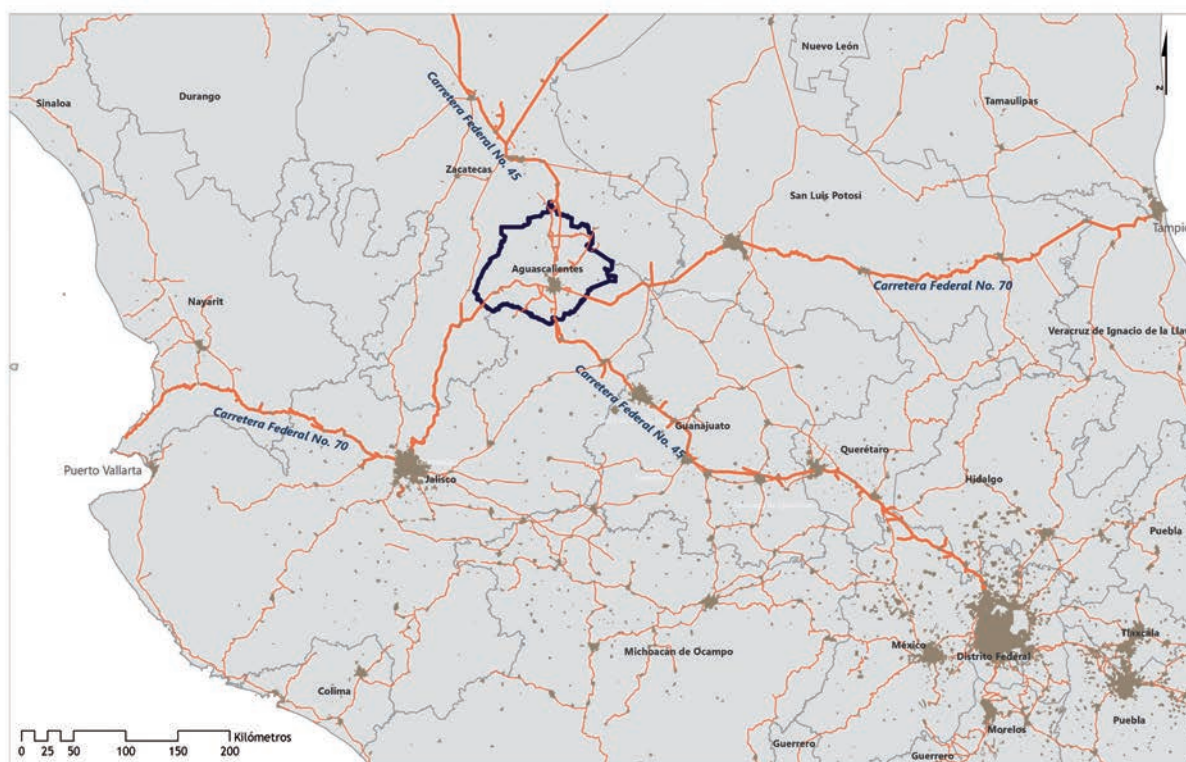 Nuevo León
Sinaloa
Durango
Tamaulipas
Carretera Federal No. 45
Zacatecas
San Luis Potosi
Tampic
Aguascalientes
Carretera Federal No. 70
Nayarit
Veracruz de Ignacio de la Llav
Carretera Federal No. 45
Carretera Federal No. 70
Guanajuato
Querétaro
Puerto Vallarta
Jalisco
Hidalgo
Puebla
Tlaxcala
México
Michoacán de Ocampo
Distrito Federal
Colima
Puebla
Morelos
Guerrero
Guerrero
Kilómetros
0 25 50 100 150 200
N